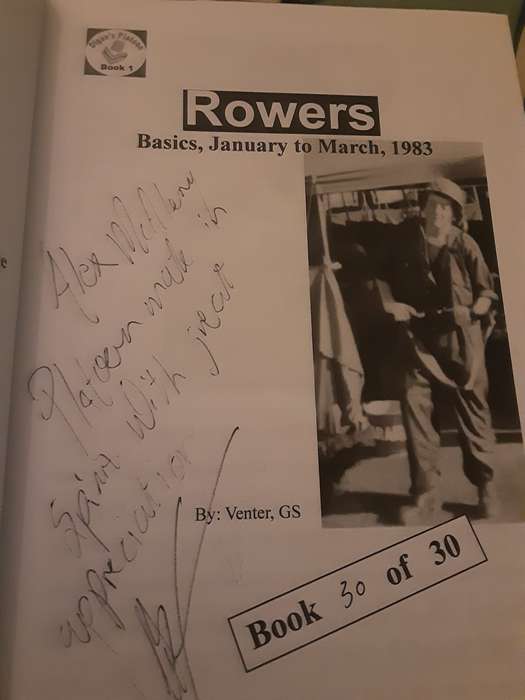 Book 1
Rowers
Basics, January to March, 1983
Alex
Platoon mate in
Spirit With great
appreciation
By: Venter, GS
Book 30 of 30